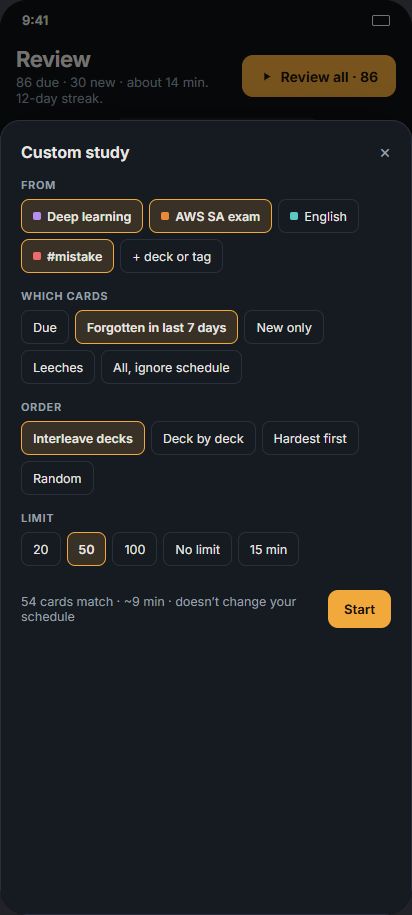 9:41
Review
86 due · 30 new · about 14 min.
12-day streak.
Review all · 86
Custom study
×
FROM
Deep learning
AWS SA exam
English
#mistake
+ deck or tag
WHICH CARDS
Due
Forgotten in last 7 days
New only
Leeches
All, ignore schedule
ORDER
Interleave decks
Deck by deck
Hardest first
Random
LIMIT
20
50
100
No limit
15 min
54 cards match · ~9 min · doesn't change your
schedule
Start